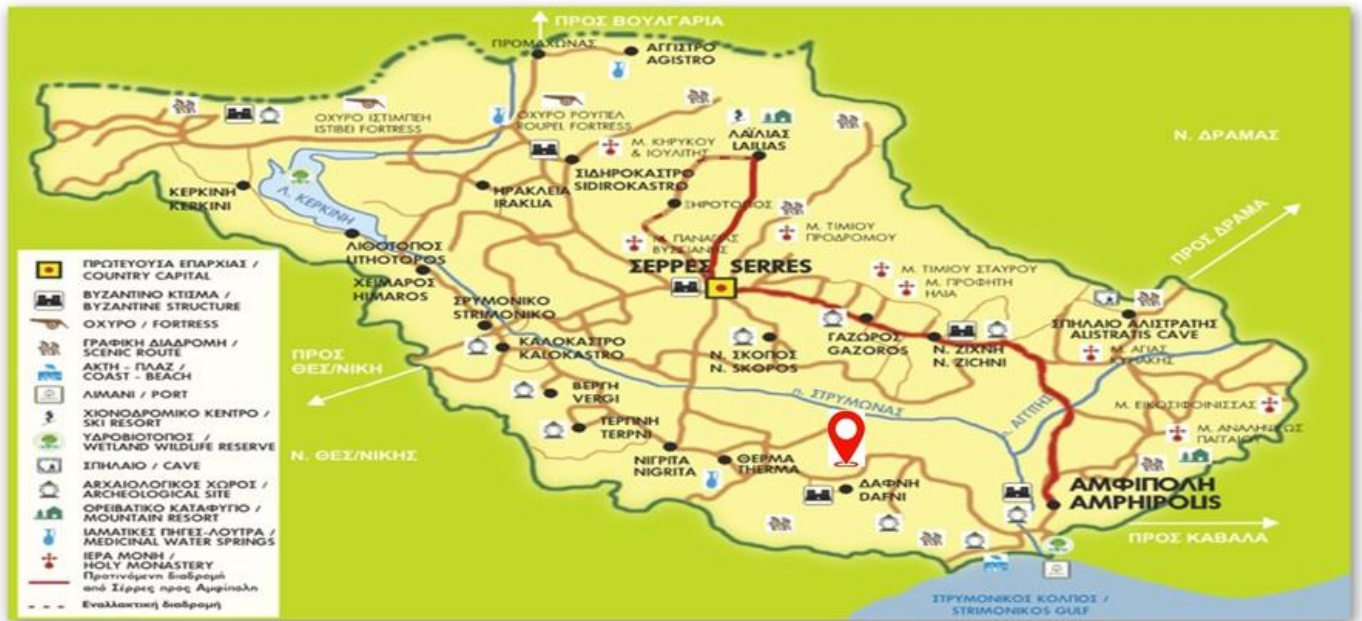 ΠΡΟΣ ΒΟΥΛΓΑΡΙΑ
ΠΡΟΜΑΧΩΝΑΣ
ΑΓΓΙΣΤΡΟ
AGISTRO
ΟΧΥΡΟ ΙΣΤΙΜΠΕΗ
ISTIBEI FORTRESS
ΟΧΥΡΟ ΡΟΥΠΕΛ
ROUPEL FORTRESS
Μ. ΚΗΡΥΚΟΥ
& ΙΟΥΛΙΤΗΣ
ΛΑΪΛΙΑΣ
LAILIAS
Ν. ΔΡΑΜΑΣ
ΚΕΡΚΙΝΗ
KERKINI
Λ. ΚΕΡΚΙΝΗ
ΗΡΑΚΛΕΙΑ
IRAKLIA
ΣΙΔΗΡΟΚΑΣΤΡΟ
SIDIROKASTRO
ΞΗΡΟΤΟΠΟΣ
Μ. ΤΙΜΙΟΥ
ΠΡΟΔΡΟΜΟΥ
ΠΡΟΣ ΔΡΑΜΑ
ΛΙΘΟΤΟΠΟΣ
LITHOTOPOS
ΧΕΙΜΑΡΟΣ
HIMAROS
Μ. ΠΑΝΑΓΙΑΣ
ΣΕΡΡΕΣ SERRES
Μ. ΤΙΜΙΟΥ ΣΤΑΥΡΟΥ
Μ. ΠΡΟΦΗΤΗ
ΗΛΙΑ
ΣΤΡΥΜΟΝΙΚΟ
STRIMONIKO
ΚΑΛΟΚΑΣΤΡΟ
KALOKASTRO
Ν. ΣΚΟΠΟΣ
N. SKOPOS
ΓΑΖΩΡΟΣ
GAZOROS
Ν. ΖΙΧΝΗ
N. ZICHNI
ΣΠΗΛΑΙΟ ΑΛΙΣΤΡΑΤΗΣ
ALISTRATIS CAVE
Μ. ΑΓΙΑΣ
ΠΡΟΣ
ΘΕΣ/ΝΙΚΗ
Ν. ΘΕΣ/ΝΙΚΗΣ
ΒΕΡΓΗ
VERGI
ΤΕΡΠΝΗ
TERPNI
ΝΙΓΡΙΤΑ
NIGRITA
ΘΕΡΜΑ
THERMA
π. ΣΤΡΥΜΟΝΑΣ
π. ΑΓΓΙΤΗΣ
ΔΑΦΝΗ
DAFNI
Μ. ΕΙΚΟΣΙΦΟΙΝΙΣΣΑΣ
Μ. ΑΝΑΛΗΨΕΩΣ
ΠΑΓΓΑΙΟΥ
ΑΜΦΙΠΟΛΗ
AMPHIPOLIS
ΠΡΟΣ ΚΑΒΑΛΑ
ΣΤΡΥΜΟΝΙΚΟΣ ΚΟΛΠΟΣ /
STRIMONIKOS GULF
ΠΡΩΤΕΥΟΥΣΑ ΕΠΑΡΧΙΑΣ /
COUNTRY CAPITAL
ΒΥΖΑΝΤΙΝΟ ΚΤΙΣΜΑ /
BYZANTINE STRUCTURE
ΟΧΥΡΟ / FORTRESS
ΓΡΑΦΙΚΗ ΔΙΑΔΡΟΜΗ /
SCENIC ROUTE
ΑΚΤΗ - ΠΛΑΖ /
COAST - BEACH
ΛΙΜΑΝΙ / PORT
ΧΙΟΝΟΔΡΟΜΙΚΟ ΚΕΝΤΡΟ /
SKI RESORT
ΥΔΡΟΒΙΟΤΟΠΟΣ /
WETLAND WILDLIFE RESERVE
ΣΠΗΛΑΙΟ / CAVE
ΑΡΧΑΙΟΛΟΓΙΚΟΣ ΧΩΡΟΣ /
ARCHEOLOGICAL SITE
ΟΡΕΙΒΑΤΙΚΟ ΚΑΤΑΦΥΓΙΟ /
MOUNTAIN RESORT
ΙΑΜΑΤΙΚΕΣ ΠΗΓΕΣ-ΛΟΥΤΡΑ /
MEDICINAL WATER SPRINGS
ΙΕΡΑ ΜΟΝΗ /
HOLY MONASTERY
Προτινόμενη διαδρομή
από Σέρρες προς Αμφίπολη
Εναλλακτική διαδρομή